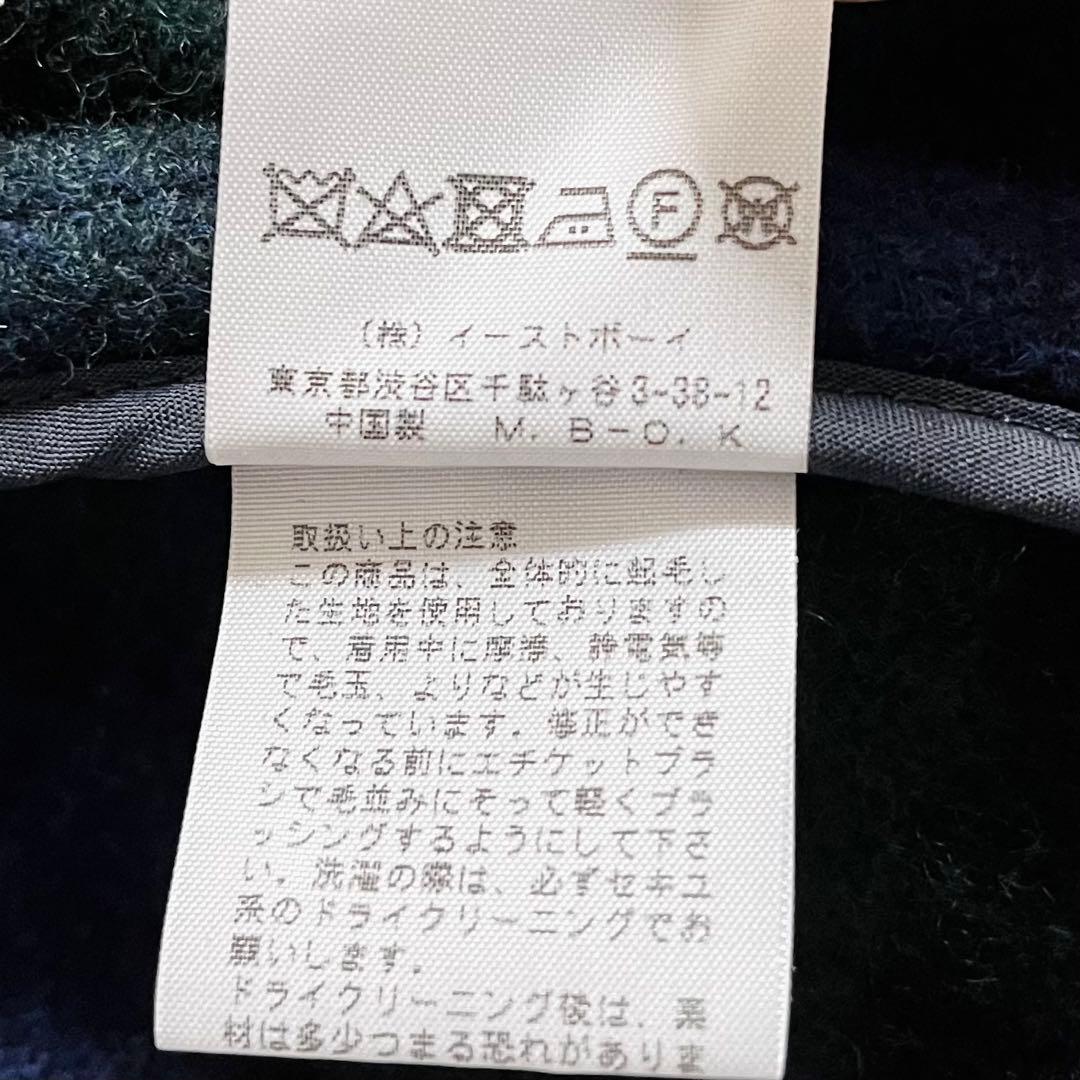 F W
(株)イーストボーイ
東京都渋谷区千駄ヶ谷3-38-12
中国製 M. B-O. K
取扱い上の注意
この商品は、全体的に起毛し
た生地を使用しておりますの
で、着用中に摩擦、静電気等
で毛玉、よりなどが生じやす
くなっています。修正ができ
なくなる前にエチケットブラ
シで毛並みにそって軽くブラ
ッシングするようにして下さ
い。洗濯の際は、必ずセキユ
系のドライクリーニングでお
願いします。
ドライクリーニング後は、素
材は多少つまる恐れがありま